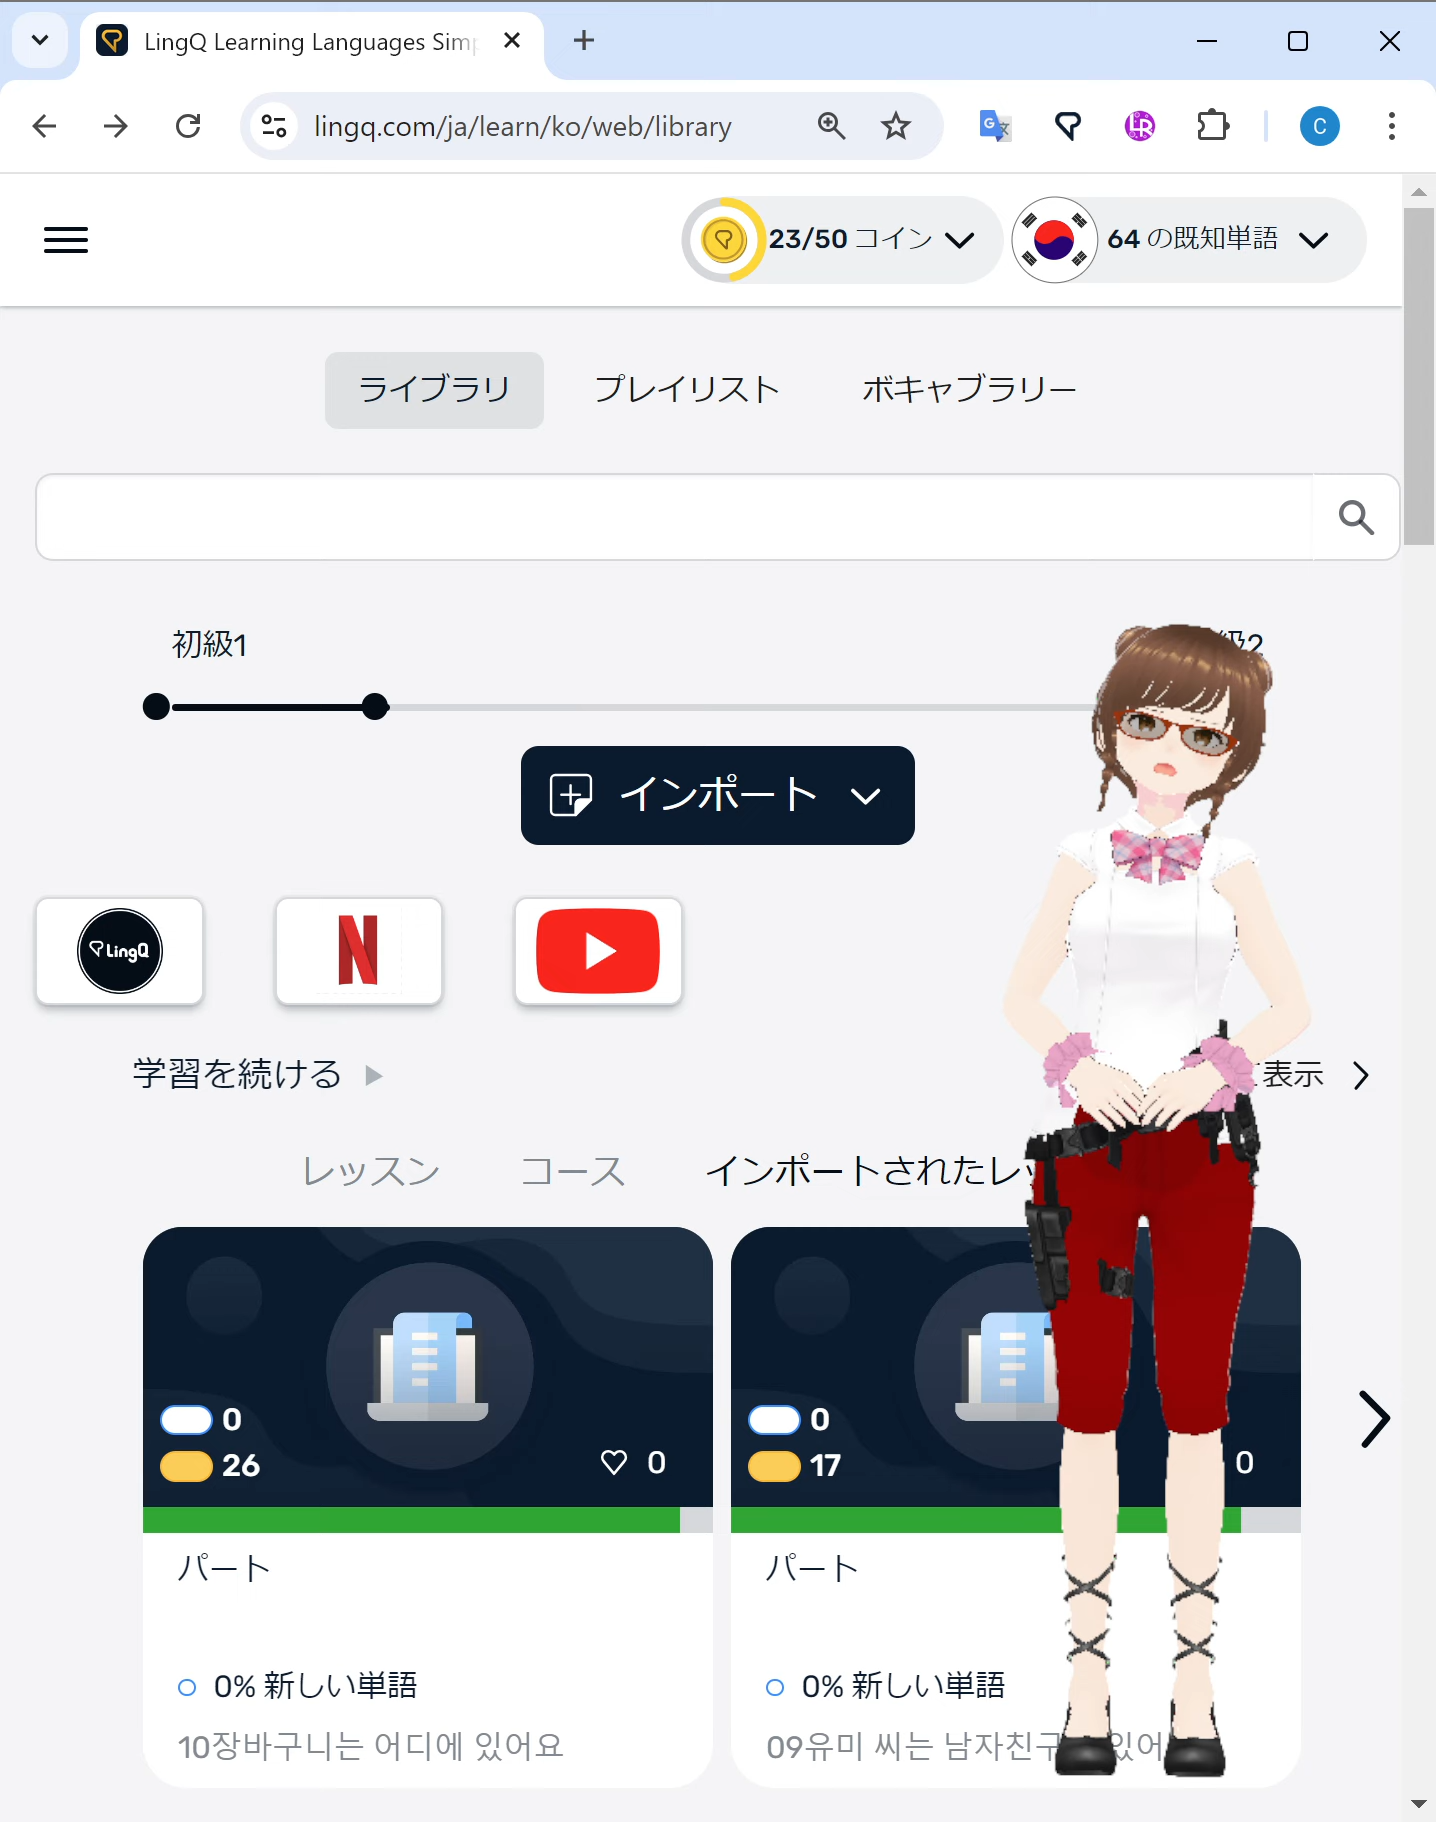 LingQ Learning Languages Sim
lingq.com/ja/learn/ko/web/library
C
23/50 コイン
64 の既知単語
ライブラリ
プレイリスト
ボキャブラリー
初級1
級2
インポート
LingQ
学習を続ける
表示
レッスン
コース
インポートされたレッ
0
26
0
0
17
0
パート
パート
0% 新しい単語
0% 新しい単語
10장바구니는 어디에 있어요
09유미 씨는 남자친구 있어